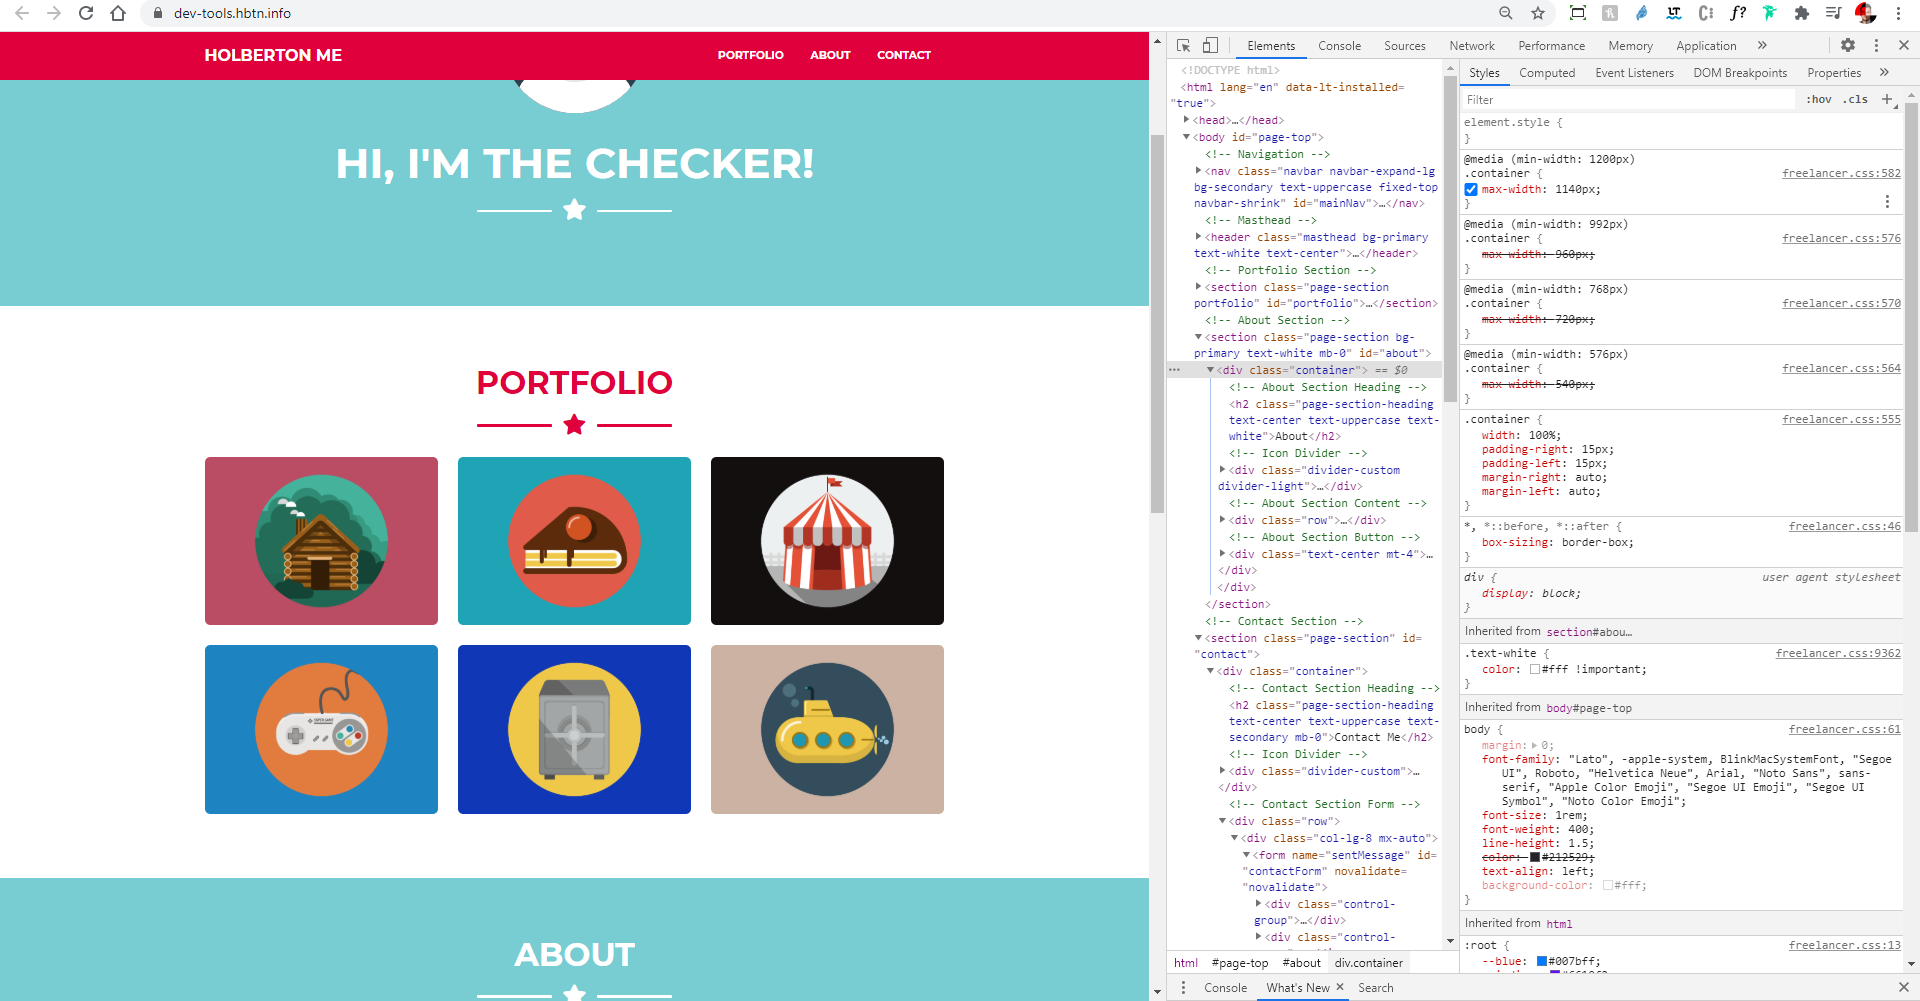 dev-tools.hbtn.info
HOLBERTON ME
PORTFOLIO ABOUT CONTACT
HI, I'M THE CHECKER!
PORTFOLIO
ABOUT
Elements Console Sources Network Performance Memory Application »
<!DOCTYPE html>
<html lang="en" data-lt-installed=
"true">
<head>…</head>
<body id="page-top">
<!-- Navigation -->
<nav class="navbar navbar-expand-lg
bg-secondary text-uppercase fixed-top
navbar-shrink" id="mainNav">…</nav>
<!-- Masthead -->
<header class="masthead bg-primary
text-white text-center">…</header>
<!-- Portfolio Section -->
<section class="page-section
portfolio" id="portfolio">…</section>
<!-- About Section -->
<section class="page-section bg-
primary text-white mb-0" id="about">
<div class="container"> == $0
<!-- About Section Heading -->
<h2 class="page-section-heading
text-center text-uppercase text-
white">About</h2>
<!-- Icon Divider -->
<div class="divider-custom
divider-light">…</div>
<!-- About Section Content -->
<div class="row">…</div>
<!-- About Section Button -->
<div class="text-center mt-4">…
</div>
</div>
</section>
<!-- Contact Section -->
<section class="page-section" id=
"contact">
<div class="container">
<!-- Contact Section Heading -->
<h2 class="page-section-heading
text-center text-uppercase text-
secondary mb-0">Contact Me</h2>
<!-- Icon Divider -->
<div class="divider-custom">…
</div>
<!-- Contact Section Form -->
<div class="row">
<div class="col-lg-8 mx-auto">
<form name="sentMessage" id=
"contactForm" novalidate=
"novalidate">
<div class="control-
group">…</div>
<div class="control-
html #page-top #about div.container
Styles Computed Event Listeners DOM Breakpoints Properties »
Filter :hov .cls +
element.style {
}
@media (min-width: 1200px)
.container { freelancer.css:582
max-width: 1140px;
}
@media (min-width: 992px)
.container { freelancer.css:576
max-width: 960px;
}
@media (min-width: 768px)
.container { freelancer.css:570
max-width: 720px;
}
@media (min-width: 576px)
.container { freelancer.css:564
max-width: 540px;
}
.container { freelancer.css:555
width: 100%;
padding-right: 15px;
padding-left: 15px;
margin-right: auto;
margin-left: auto;
}
*, *::before, *::after { freelancer.css:46
box-sizing: border-box;
}
div { user agent stylesheet
display: block;
}
Inherited from section#abou…
.text-white { freelancer.css:9362
color: #fff !important;
}
Inherited from body#page-top
body { freelancer.css:61
margin: 0;
font-family: "Lato", -apple-system, BlinkMacSystemFont, "Segoe
UI", Roboto, "Helvetica Neue", Arial, "Noto Sans", sans-
serif, "Apple Color Emoji", "Segoe UI Emoji", "Segoe UI
Symbol", "Noto Color Emoji";
font-size: 1rem;
font-weight: 400;
line-height: 1.5;
color: #212529;
text-align: left;
background-color: #fff;
}
Inherited from html
:root { freelancer.css:13
--blue: #007bff;
Console What's New × Search